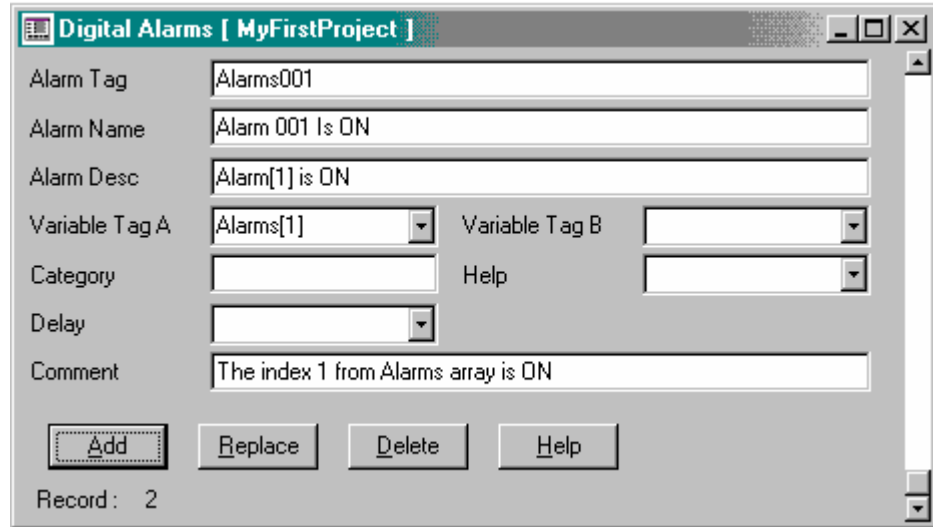 Digital Alarms [ MyFirstProject ]
Alarm Tag Alarms001
Alarm Name Alarm 001 Is ON
Alarm Desc Alarm[1] is ON
Variable Tag A Alarms[1] Variable Tag B
Category Help
Delay
Comment The index 1 from Alarms array is ON
Add Replace Delete Help
Record : 2